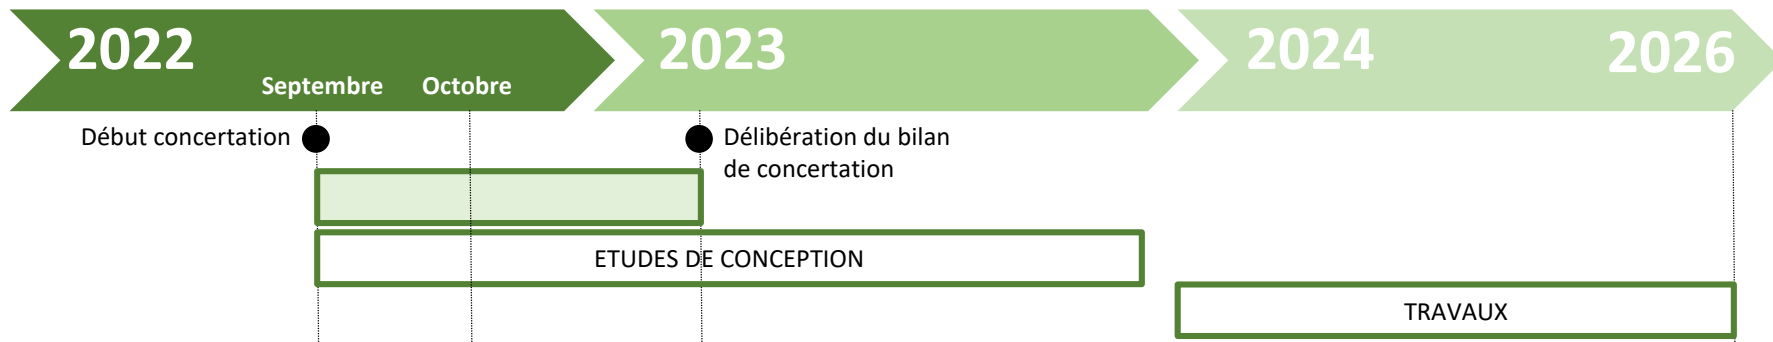 2022
2023
2024
2026
Septembre
Octobre
Début concertation
Délibération du bilan
de concertation
ETUDES DE CONCEPTION
TRAVAUX